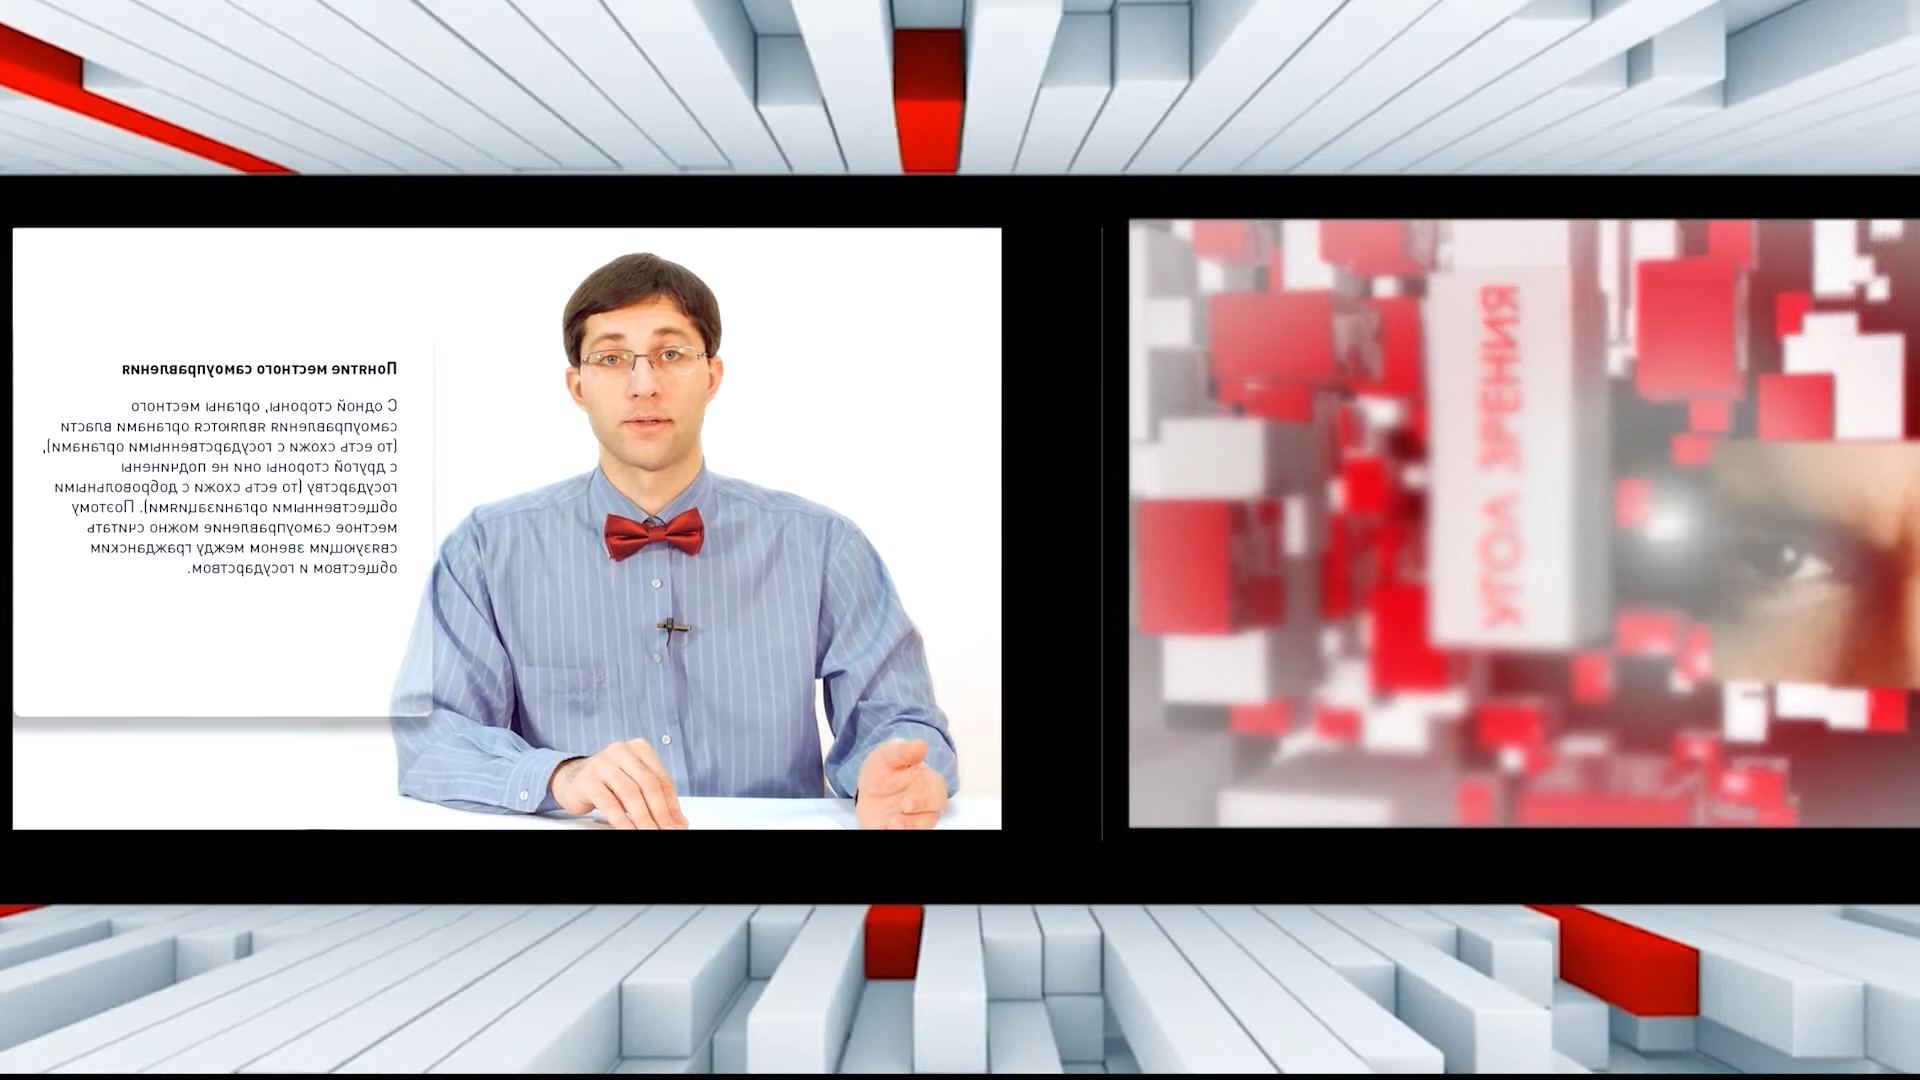 Понятие местного самоуправления
С одной стороны, органы местного
самоуправления являются органами власти
(то есть схожи с государственными органами),
с другой стороны они не подчинены
государству (то есть схожи с добровольными
общественными организациями). Поэтому
местное самоуправление можно считать
связующим звеном между гражданским
обществом и государством.
УГОЛ ЗРЕНИЯ